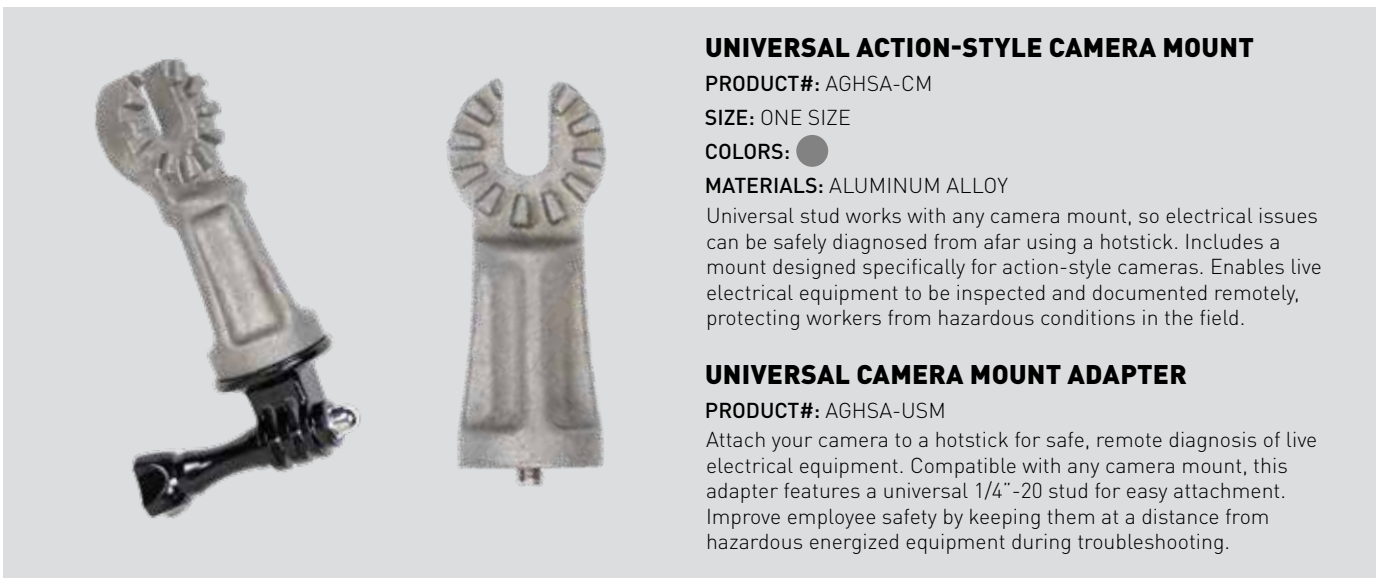 UNIVERSAL ACTION-STYLE CAMERA MOUNT
PRODUCT#: AGHSA-CM
SIZE: ONE SIZE
COLORS:
MATERIALS: ALUMINUM ALLOY
Universal stud works with any camera mount, so electrical issues
can be safely diagnosed from afar using a hotstick. Includes a
mount designed specifically for action-style cameras. Enables live
electrical equipment to be inspected and documented remotely,
protecting workers from hazardous conditions in the field.
UNIVERSAL CAMERA MOUNT ADAPTER
PRODUCT#: AGHSA-USM
Attach your camera to a hotstick for safe, remote diagnosis of live
electrical equipment. Compatible with any camera mount, this
adapter features a universal 1/4"-20 stud for easy attachment.
Improve employee safety by keeping them at a distance from
hazardous energized equipment during troubleshooting.